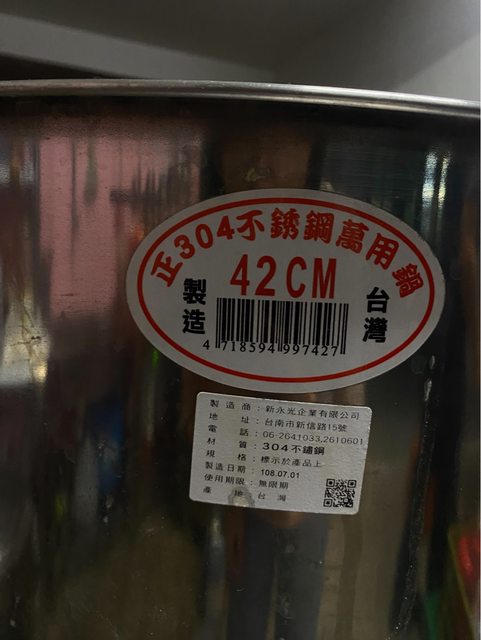 正304不銹鋼萬用鍋
42CM
製造
台灣
4 718594 997427
製造商：新永光企業有限公司
地址：台南市新信路15號
電話：06-2641033,2610601
材質：304不鏽鋼
規格：標示於產品上
製造日期：108.07.01
使用期限：無限期
產地台灣